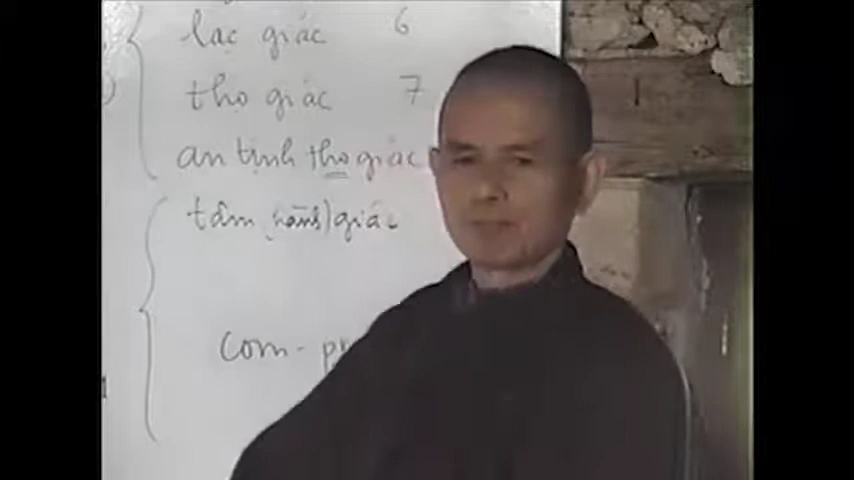 lạc giác 6
thọ giác 7
an tịnh thọ giác
tâm (hành) giác
com-